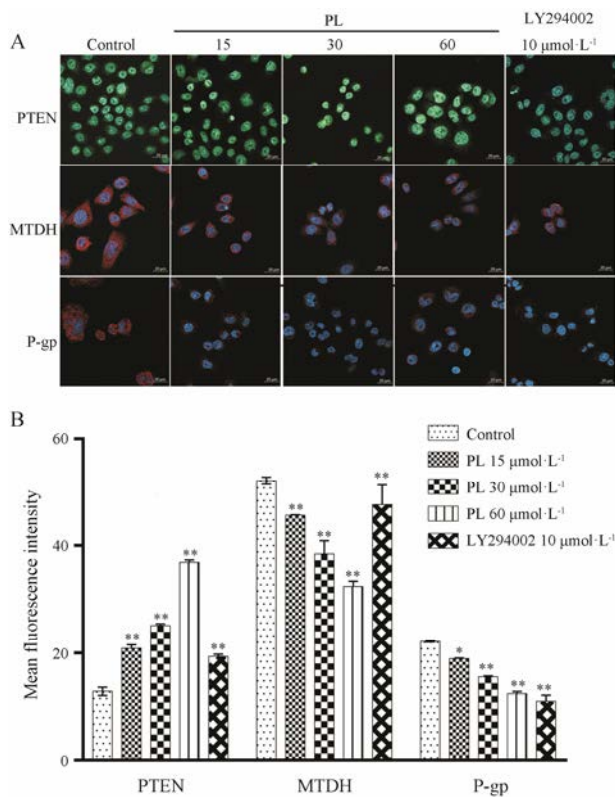 PL
LY294002
A
Control
15
30
60
10 μmol·L-1
PTEN
MTDH
P-gp
B
60
40
20
0
Mean fluorescence intensity
Control
PL 15 μmol·L-1
PL 30 μmol·L-1
PL 60 μmol·L-1
LY294002 10 μmol·L-1
**
**
**
**
**
**
**
**
*
**
**
**
PTEN
MTDH
P-gp